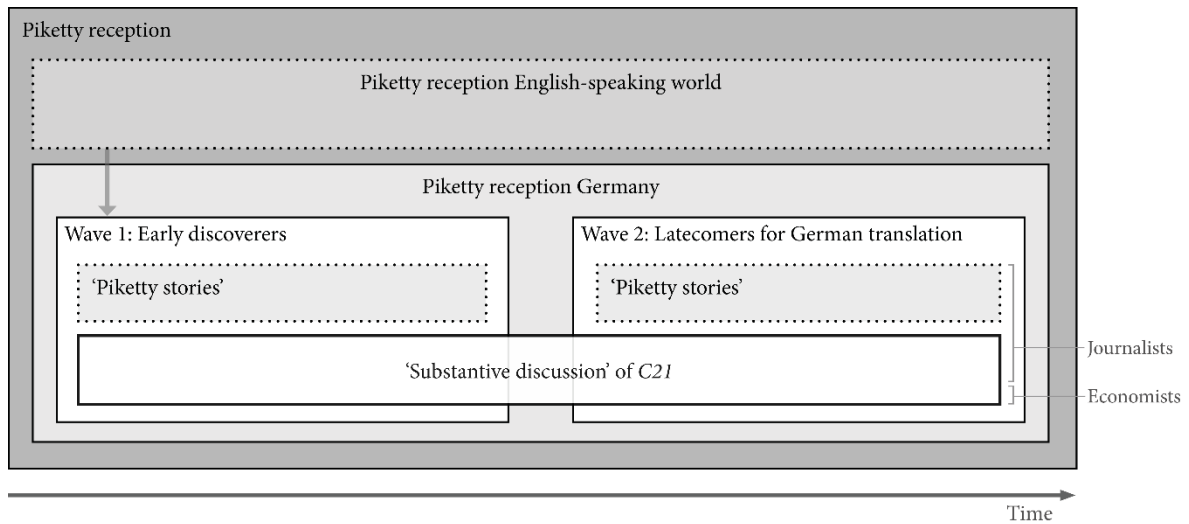 Piketty reception
Piketty reception English-speaking world
Piketty reception Germany
Wave 1: Early discoverers
Wave 2: Latecomers for German translation
‘Piketty stories’
‘Piketty stories’
Journalists
‘Substantive discussion’ of C21
Economists
Time